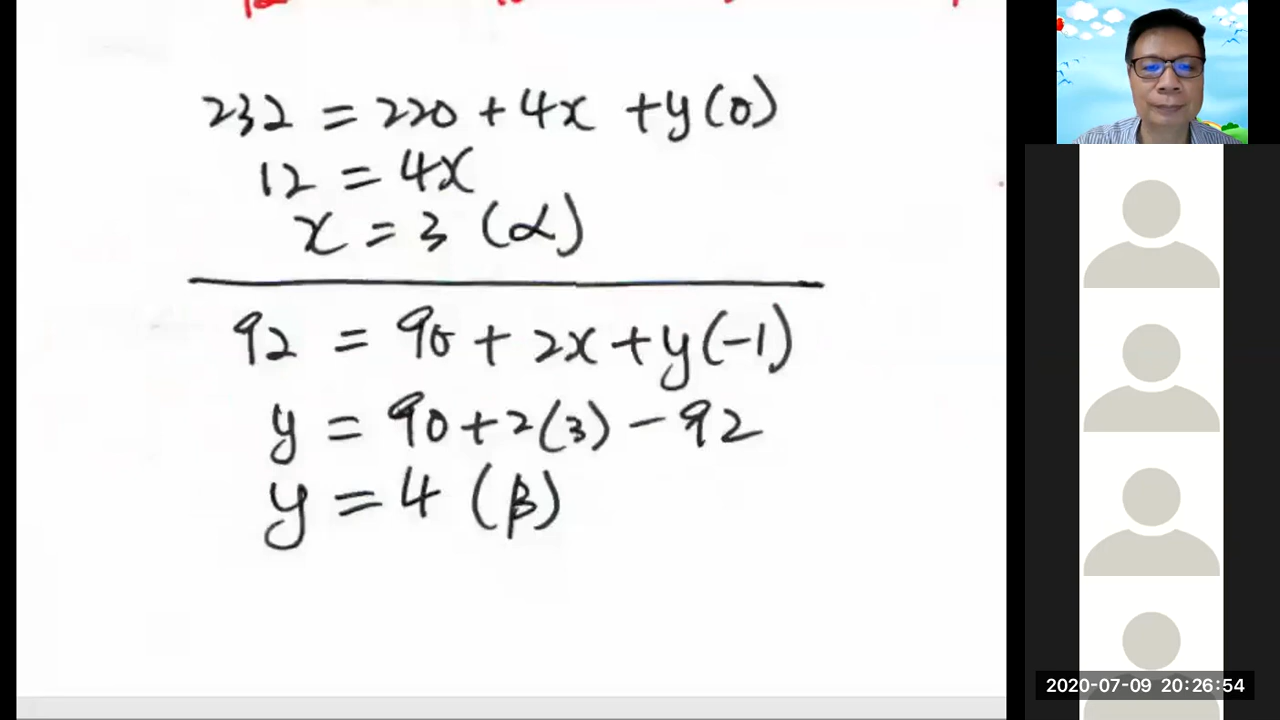 232 = 220 + 4x + y(0)
12 = 4x
x = 3 (α)
92 = 90 + 2x + y(-1)
y = 90 + 2(3) - 92
y = 4 (β)
2020-07-09 20:26:54